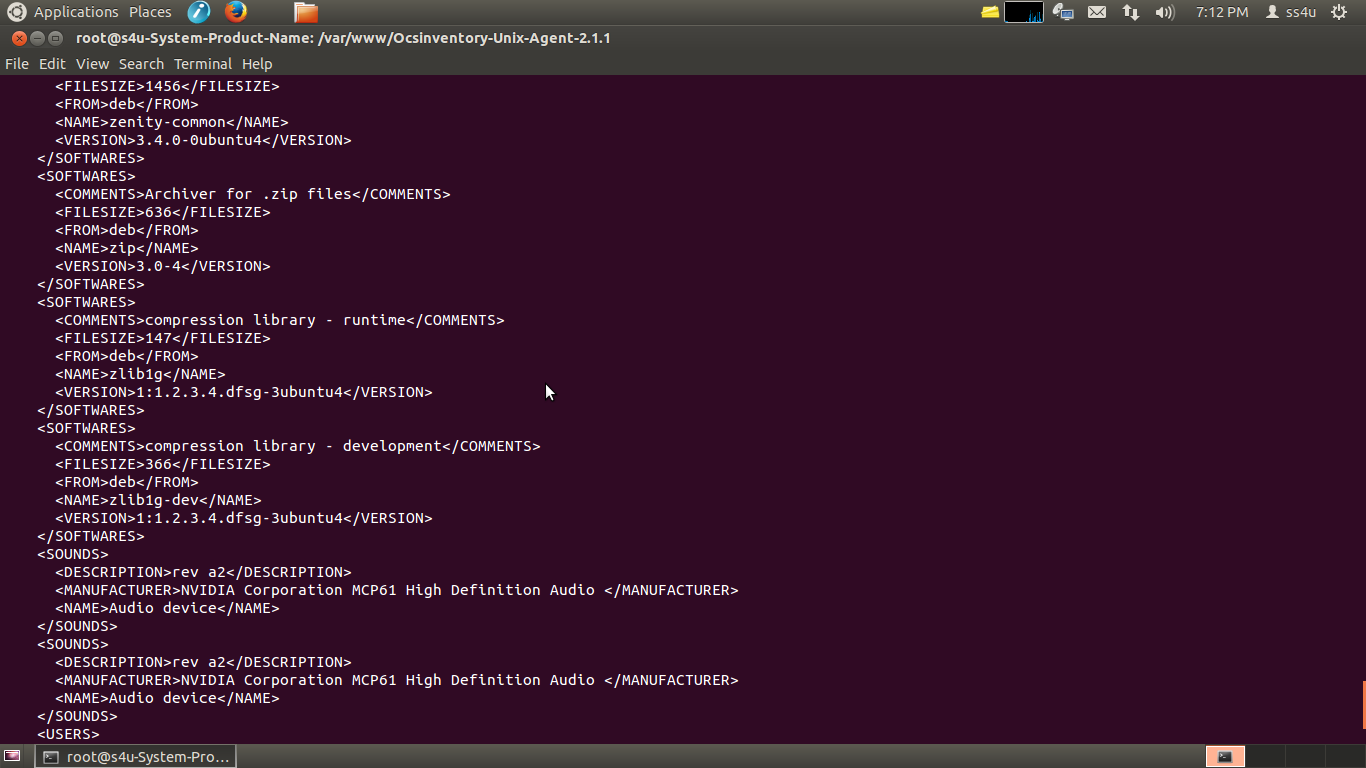 Applications Places 7:12 PM ss4u
root@s4u-System-Product-Name: /var/www/Ocsinventory-Unix-Agent-2.1.1
File Edit View Search Terminal Help
<FILESIZE>1456</FILESIZE>
<FROM>deb</FROM>
<NAME>zenity-common</NAME>
<VERSION>3.4.0-0ubuntu4</VERSION>
</SOFTWARES>
<SOFTWARES>
<COMMENTS>Archiver for .zip files</COMMENTS>
<FILESIZE>636</FILESIZE>
<FROM>deb</FROM>
<NAME>zip</NAME>
<VERSION>3.0-4</VERSION>
</SOFTWARES>
<SOFTWARES>
<COMMENTS>compression library - runtime</COMMENTS>
<FILESIZE>147</FILESIZE>
<FROM>deb</FROM>
<NAME>zlib1g</NAME>
<VERSION>1:1.2.3.4.dfsg-3ubuntu4</VERSION>
</SOFTWARES>
<SOFTWARES>
<COMMENTS>compression library - development</COMMENTS>
<FILESIZE>366</FILESIZE>
<FROM>deb</FROM>
<NAME>zlib1g-dev</NAME>
<VERSION>1:1.2.3.4.dfsg-3ubuntu4</VERSION>
</SOFTWARES>
<SOUNDS>
<DESCRIPTION>rev a2</DESCRIPTION>
<MANUFACTURER>NVIDIA Corporation MCP61 High Definition Audio </MANUFACTURER>
<NAME>Audio device</NAME>
</SOUNDS>
<SOUNDS>
<DESCRIPTION>rev a2</DESCRIPTION>
<MANUFACTURER>NVIDIA Corporation MCP61 High Definition Audio </MANUFACTURER>
<NAME>Audio device</NAME>
</SOUNDS>
<USERS>
root@s4u-System-Pro...